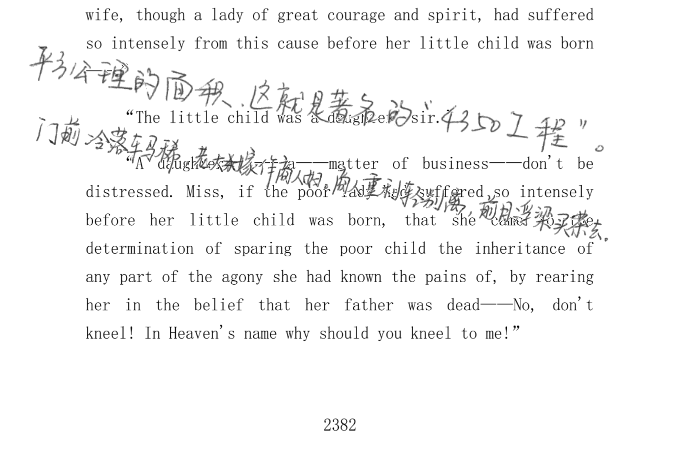 wife, though a lady of great courage and spirit, had suffered
so intensely from this cause before her little child was born
平方公里的面积、这就是著名的“4350工程”。
“The little child was a daughter, sir.
门前冷落车马稀，老大嫁作商人妇。商人重利轻别离，前月浮梁买茶去。
“A daughter. A——a——matter of business——don't be
distressed. Miss, if the poor lady had suffered so intensely
before her little child was born, that she came to the
determination of sparing the poor child the inheritance of
any part of the agony she had known the pains of, by rearing
her in the belief that her father was dead——No, don't
kneel! In Heaven's name why should you kneel to me!”
2382